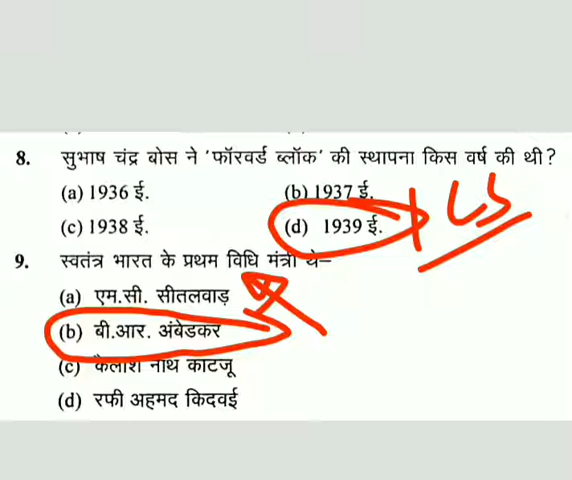 8. सुभाष चंद्र बोस ने 'फॉरवर्ड ब्लॉक' की स्थापना किस वर्ष की थी?
(a) 1936 ई. (b) 1937 ई.
(c) 1938 ई. (d) 1939 ई.
9. स्वतंत्र भारत के प्रथम विधि मंत्री थे–
(a) एम.सी. सीतलवाड़
(b) बी.आर. अंबेडकर
(c) कैलाश नाथ काटजू
(d) रफी अहमद किदवई